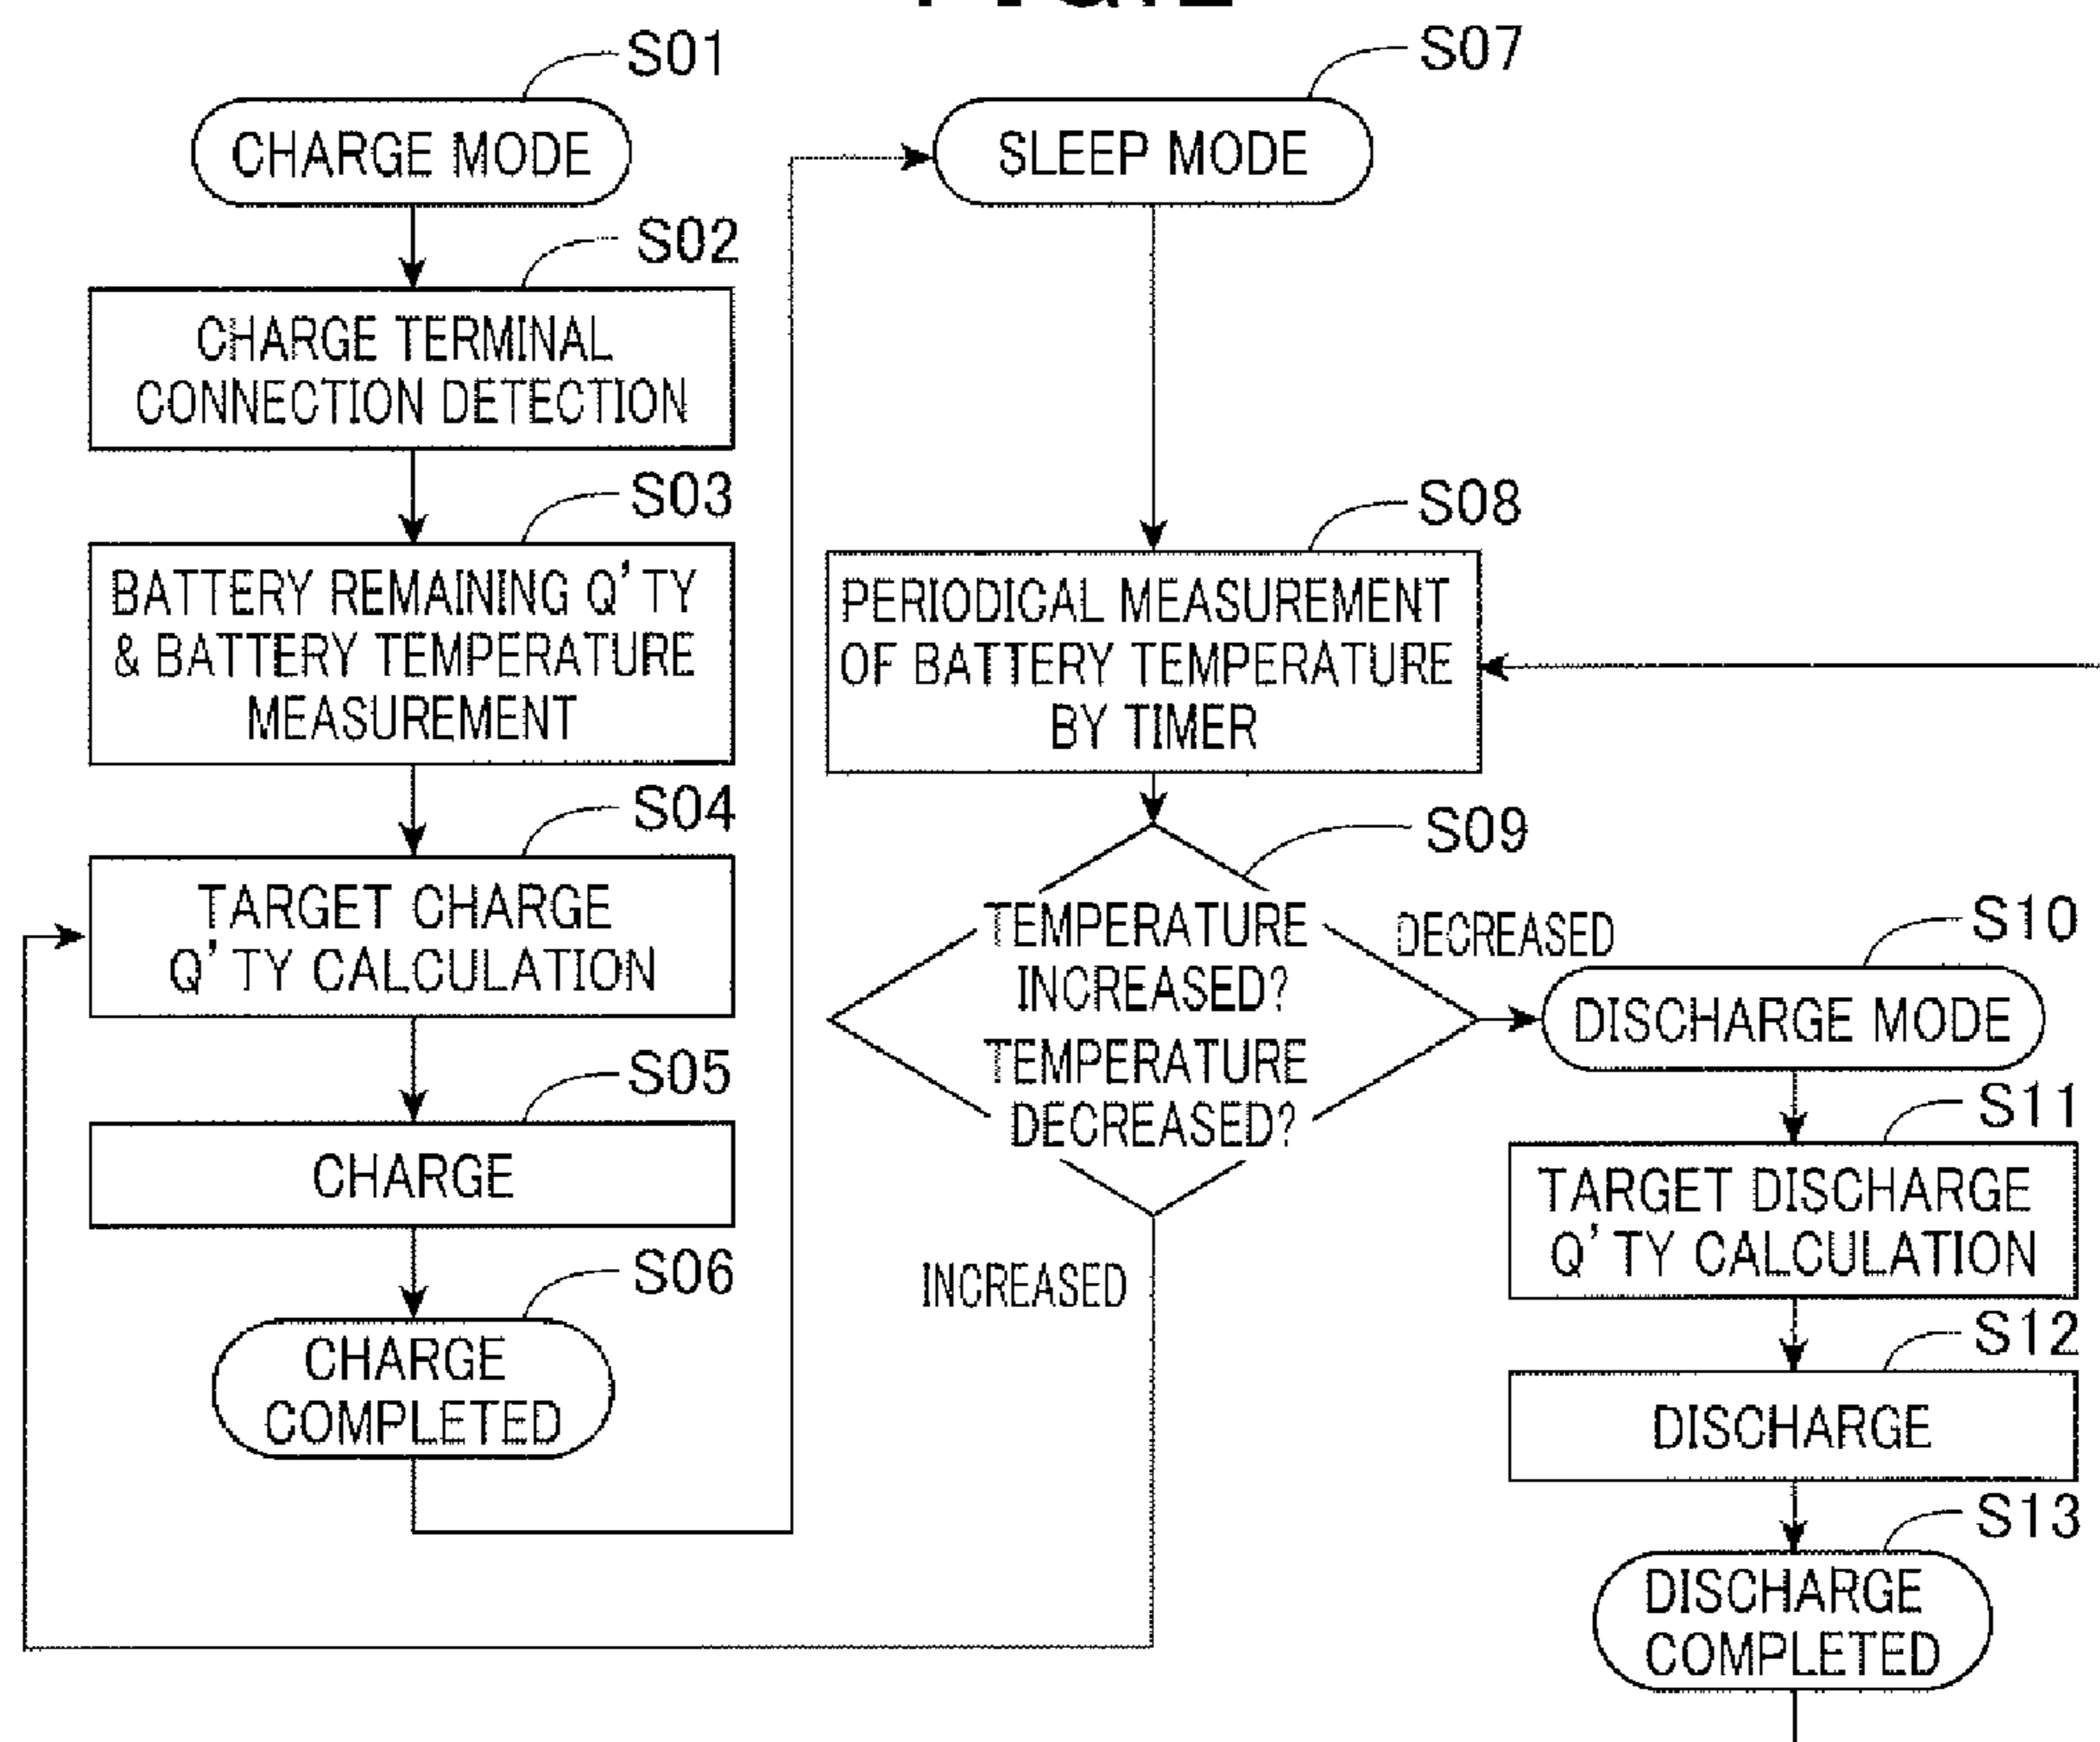 S01
CHARGE MODE
S02
CHARGE TERMINAL
CONNECTION DETECTION
S03
BATTERY REMAINING Q'TY
& BATTERY TEMPERATURE
MEASUREMENT
S04
TARGET CHARGE
Q'TY CALCULATION
S05
CHARGE
S06
CHARGE
COMPLETED
S07
SLEEP MODE
S08
PERIODICAL MEASUREMENT
OF BATTERY TEMPERATURE
BY TIMER
S09
TEMPERATURE
INCREASED?
TEMPERATURE
DECREASED?
DECREASED
INCREASED
S10
DISCHARGE MODE
S11
TARGET DISCHARGE
Q'TY CALCULATION
S12
DISCHARGE
S13
DISCHARGE
COMPLETED